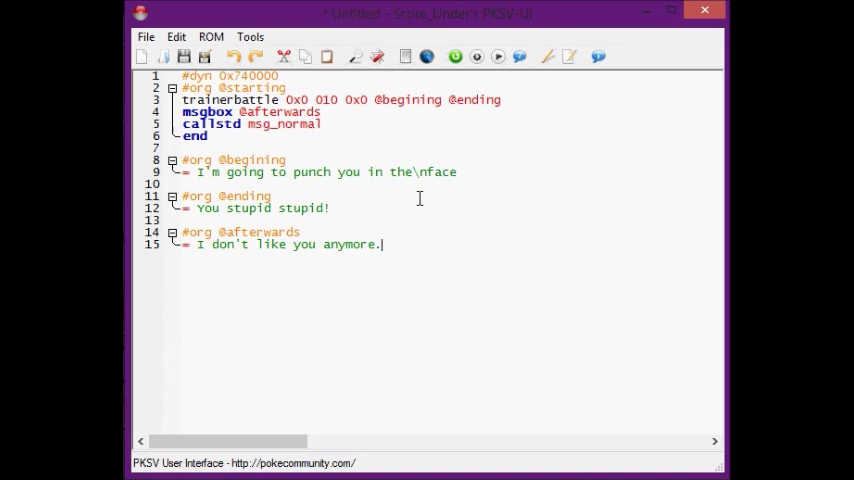 * Untitled - Score_Under's PKSV-UI
File Edit ROM Tools
1 #dyn 0x740000
2 #org @starting
3 trainerbattle 0x0 010 0x0 @begining @ending
4 msgbox @afterwards
5 callstd msg_normal
6 end
7
8 #org @begining
9 = I'm going to punch you in the\nface
10
11 #org @ending
12 = You stupid stupid!
13
14 #org @afterwards
15 = I don't like you anymore.
PKSV User Interface - http://pokecommunity.com/